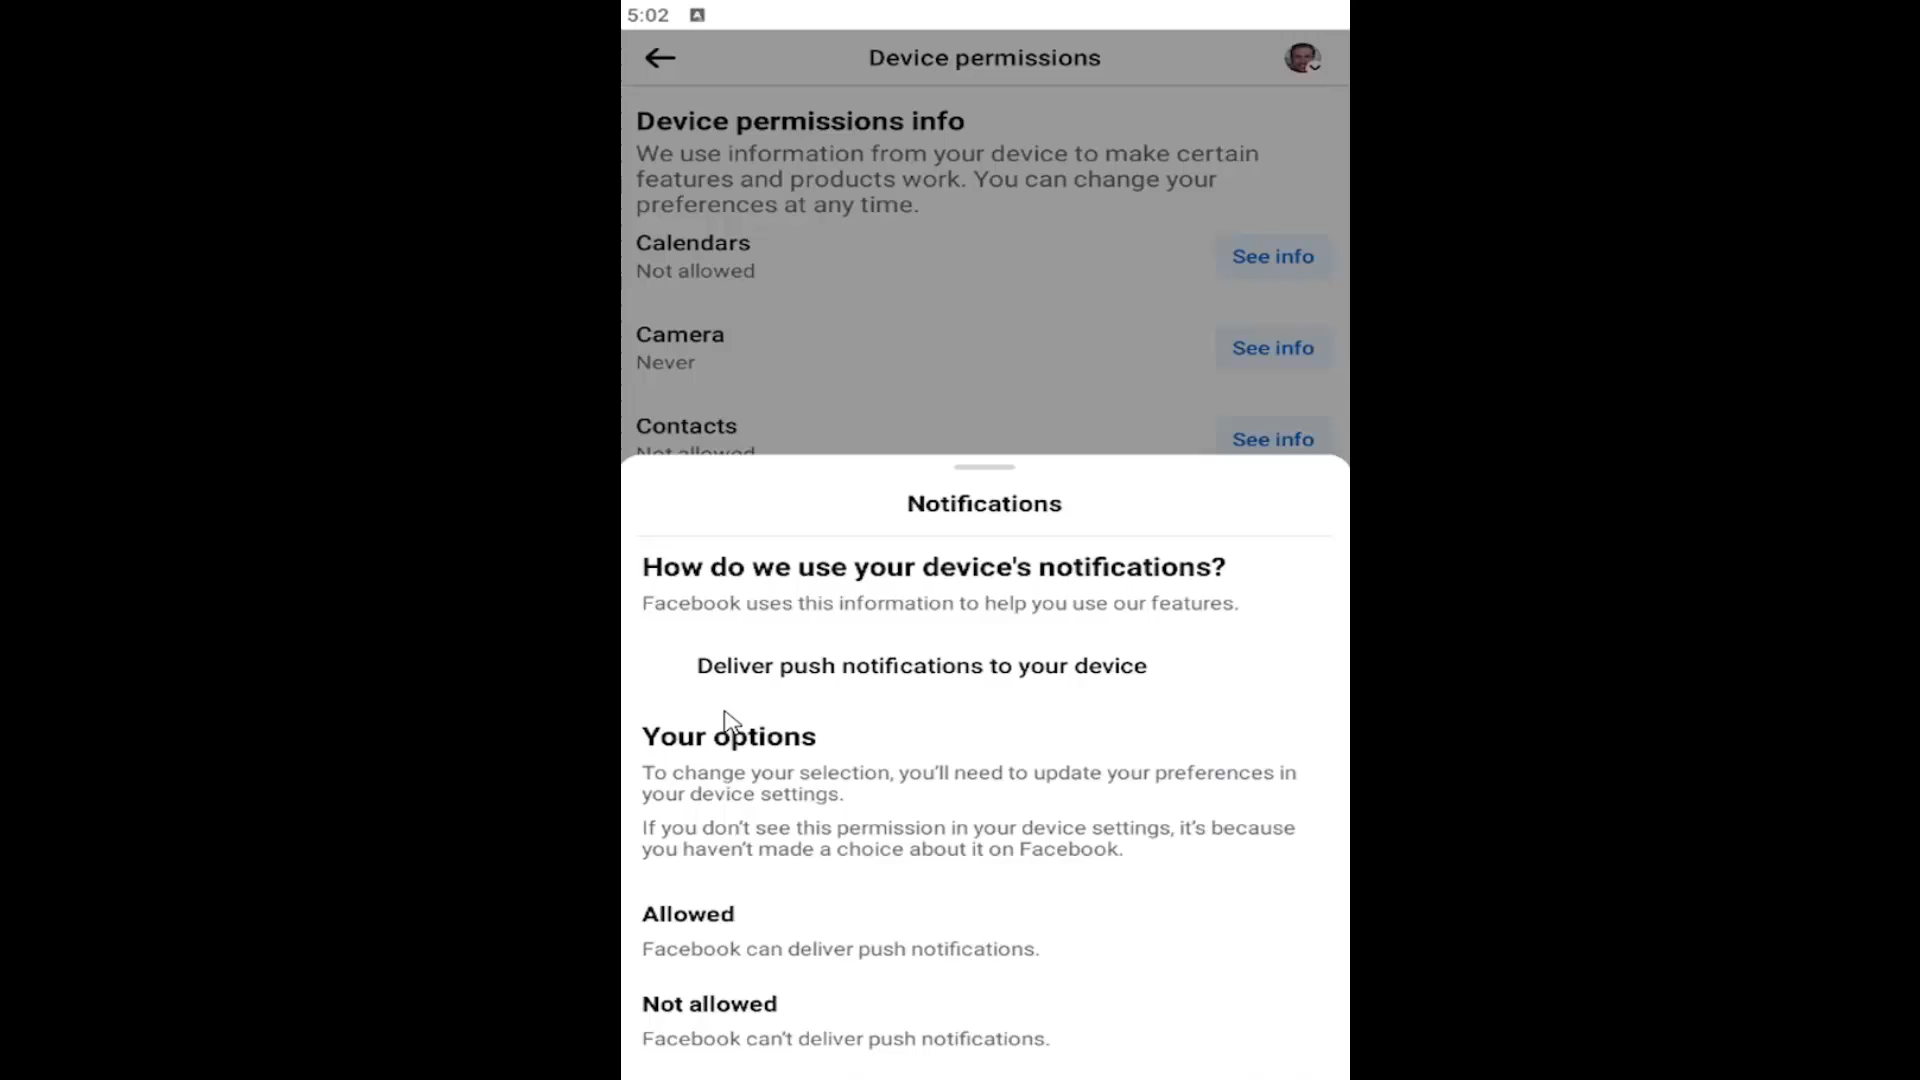 5:02
Device permissions
Device permissions info
We use information from your device to make certain
features and products work. You can change your
preferences at any time.
Calendars
Not allowed
See info
Camera
Never
See info
Contacts
Not allowed
See info
Notifications
How do we use your device's notifications?
Facebook uses this information to help you use our features.
Deliver push notifications to your device
Your options
To change your selection, you’ll need to update your preferences in
your device settings.
If you don’t see this permission in your device settings, it’s because
you haven’t made a choice about it on Facebook.
Allowed
Facebook can deliver push notifications.
Not allowed
Facebook can’t deliver push notifications.